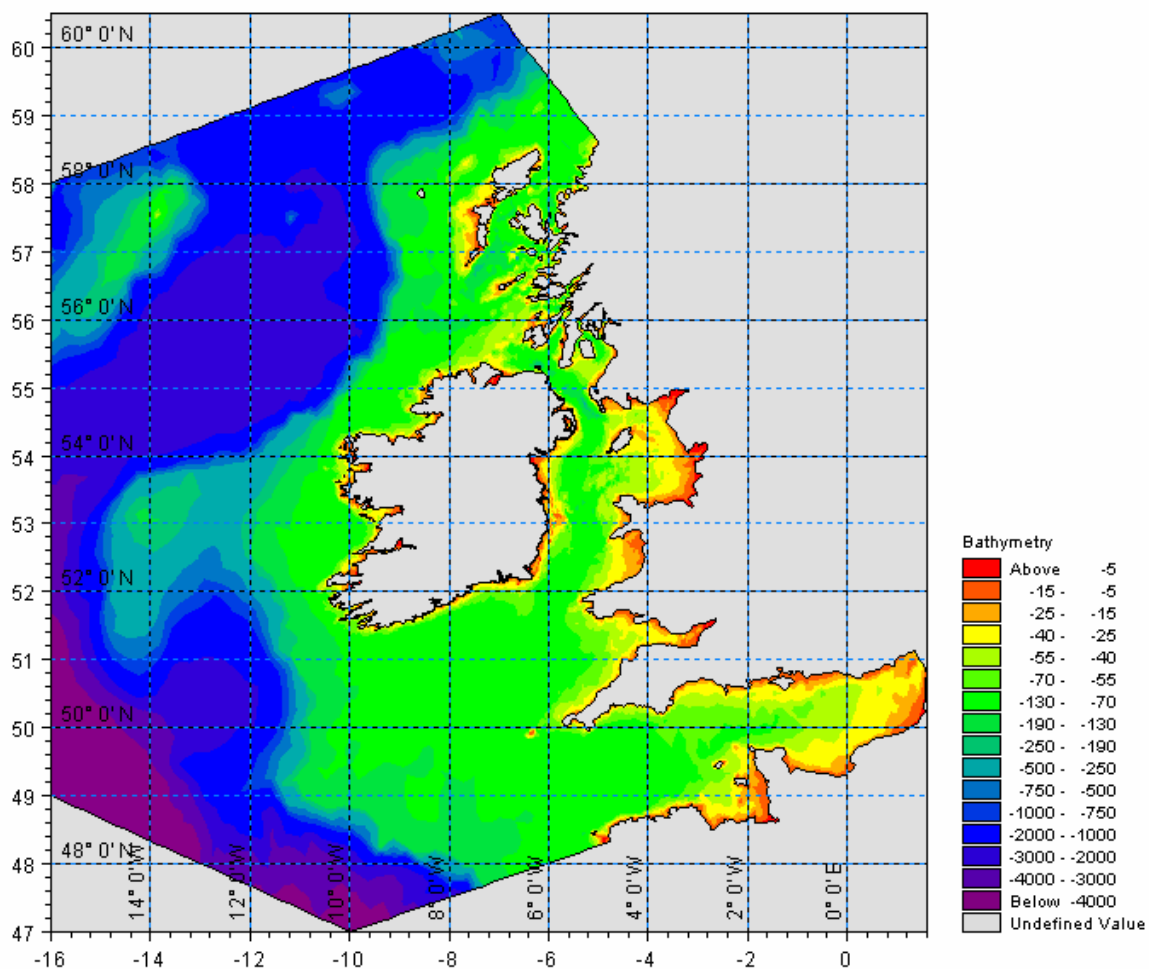 60
60° 0' N
59
58
58° 0' N
57
56
56° 0' N
55
54
54° 0' N
53
52
52° 0' N
51
50
50° 0' N
49
48
48° 0' N
47
14° 0' W
12° 0' W
10° 0' W
8° 0' W
6° 0' W
4° 0' W
2° 0' W
0° 0' E
-16 -14 -12 -10 -8 -6 -4 -2 0
Bathymetry
Above -5
-15 - -5
-25 - -15
-40 - -25
-55 - -40
-70 - -55
-130 - -70
-190 - -130
-250 - -190
-500 - -250
-750 - -500
-1000 - -750
-2000 - -1000
-3000 - -2000
-4000 - -3000
Below -4000
Undefined Value